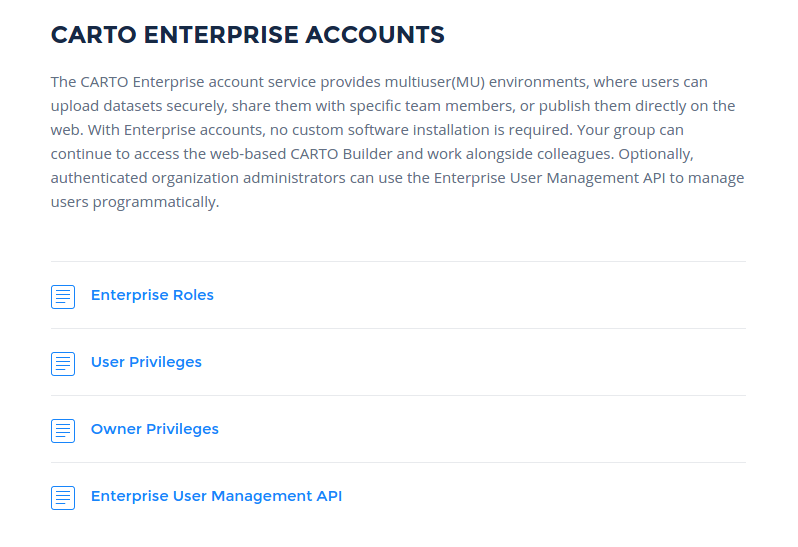 CARTO ENTERPRISE ACCOUNTS
The CARTO Enterprise account service provides multiuser(MU) environments, where users can
upload datasets securely, share them with specific team members, or publish them directly on the
web. With Enterprise accounts, no custom software installation is required. Your group can
continue to access the web-based CARTO Builder and work alongside colleagues. Optionally,
authenticated organization administrators can use the Enterprise User Management API to manage
users programmatically.
Enterprise Roles
User Privileges
Owner Privileges
Enterprise User Management API